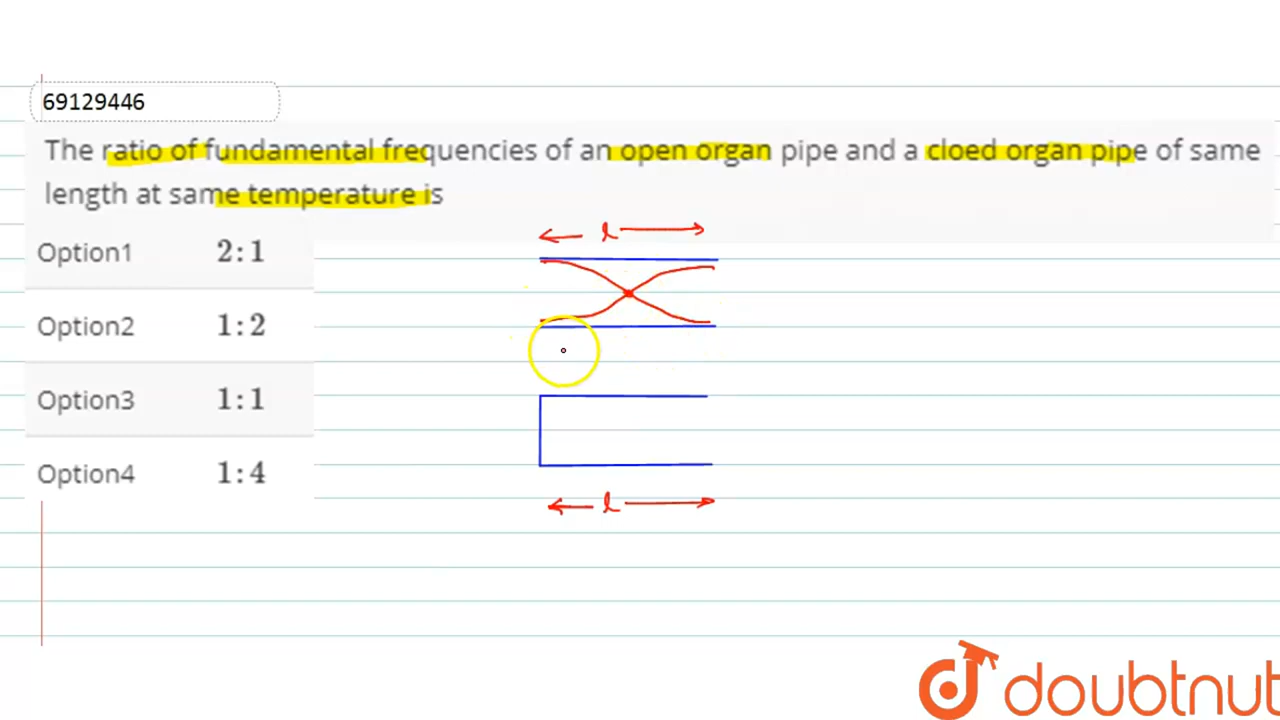 69129446
The ratio of fundamental frequencies of an open organ pipe and a cloed organ pipe of same
length at same temperature is
Option1 2:1
Option2 1:2
Option3 1:1
Option4 1:4
l
l
doubtnut